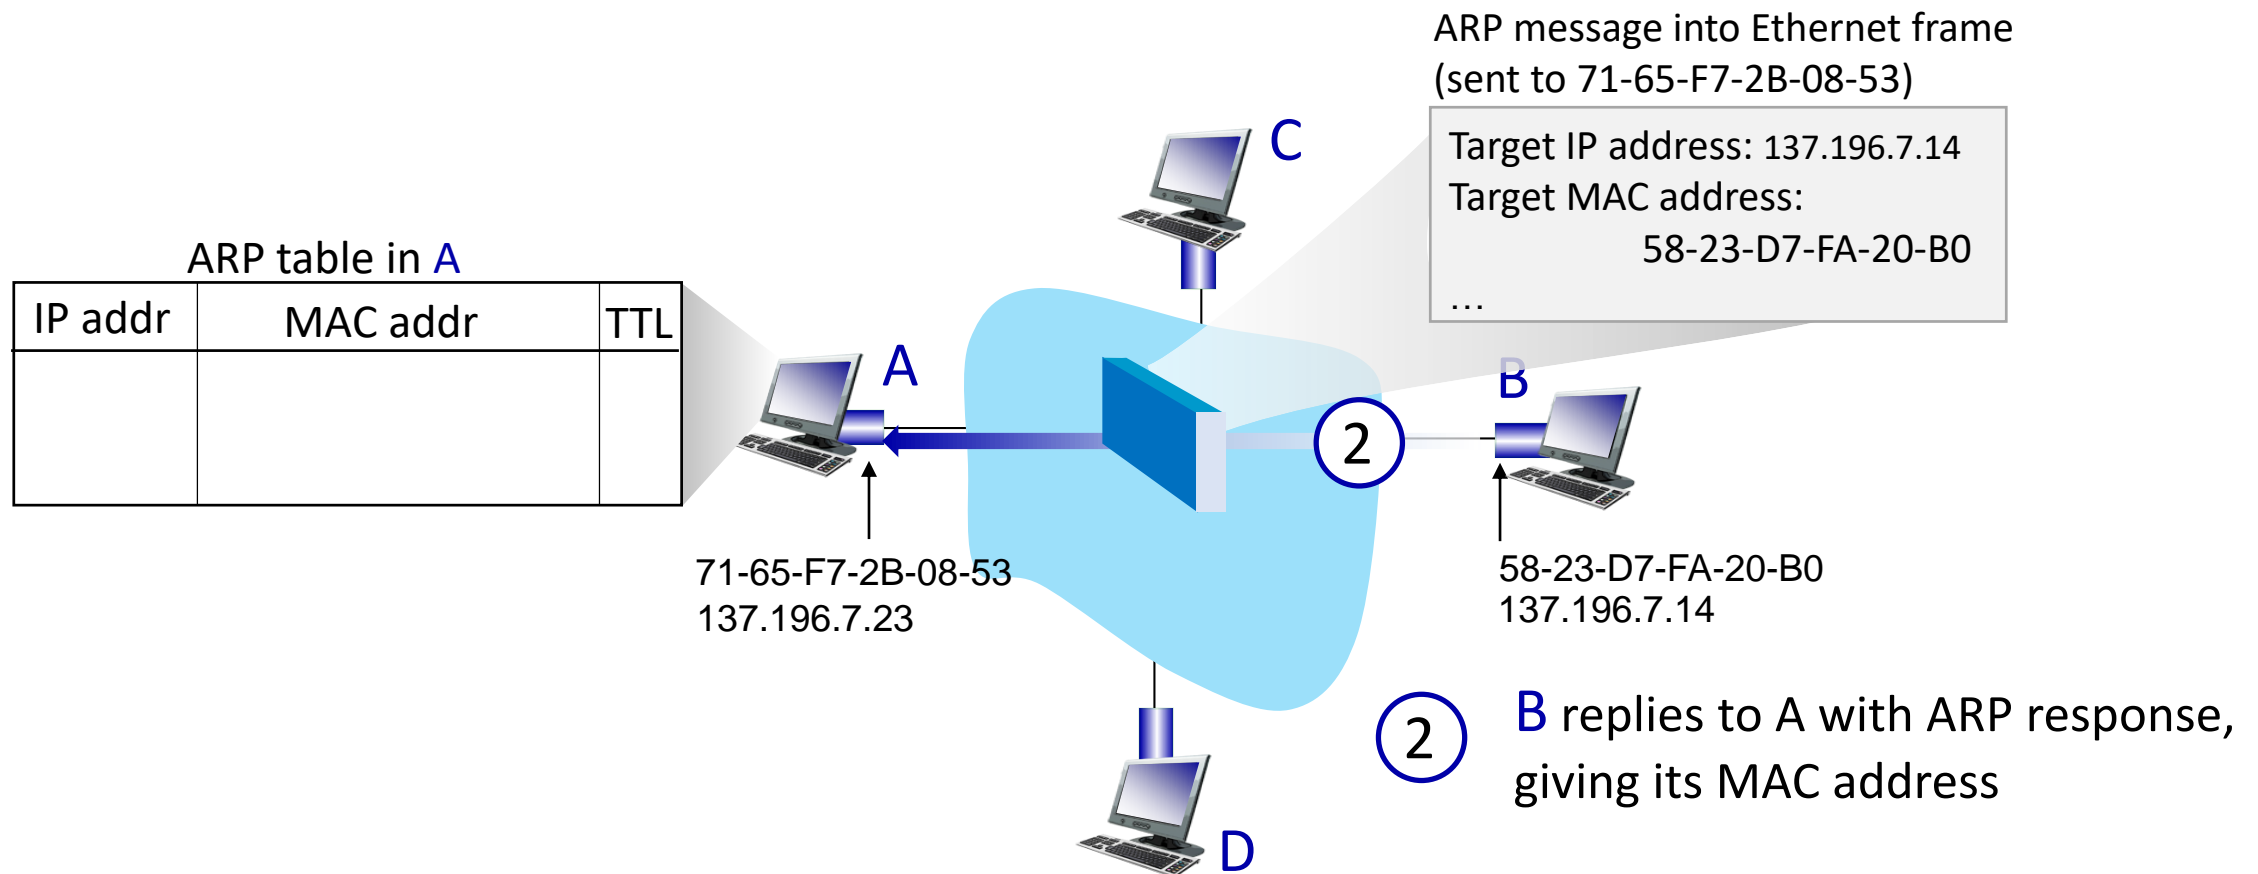 ARP message into Ethernet frame
(sent to 71-65-F7-2B-08-53)
Target IP address: 137.196.7.14
Target MAC address:
58-23-D7-FA-20-B0
…
C
ARP table in A
IP addr MAC addr TTL
A
B
2
71-65-F7-2B-08-53
137.196.7.23
58-23-D7-FA-20-B0
137.196.7.14
2
B replies to A with ARP response,
giving its MAC address
D